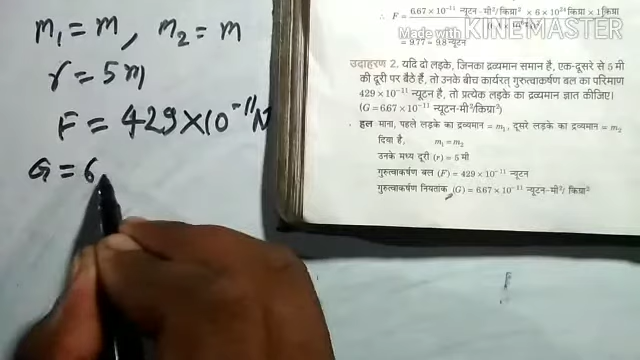 m₁ = m , m₂ = m
r = 5m
F = 429×10⁻¹¹ N
G = 6
∴ F = 6.67×10⁻¹¹ न्यूटन-मी²/किग्रा² × 6 × 10²⁴ किग्रा × 1 किग्रा
= 9.77 = 9.8 न्यूटन
Made with KINEMASTER
उदाहरण 2. यदि दो लड़के, जिनका द्रव्यमान समान है, एक-दूसरे से 5 मी
की दूरी पर बैठे हैं, तो उनके बीच कार्यरत गुरुत्वाकर्षण बल का परिमाण
429 × 10⁻¹¹ न्यूटन है, तो प्रत्येक लड़के का द्रव्यमान ज्ञात कीजिए।
(G = 6.67 × 10⁻¹¹ न्यूटन-मी²/किग्रा²)
हल माना, पहले लड़के का द्रव्यमान = m₁, दूसरे लड़के का द्रव्यमान = m₂
दिया है, m₁ = m₂
उनके मध्य दूरी (r) = 5 मी
गुरुत्वाकर्षण बल (F) = 429 × 10⁻¹¹ न्यूटन
गुरुत्वाकर्षण नियतांक (G) = 6.67 × 10⁻¹¹ न्यूटन-मी²/ किग्रा²